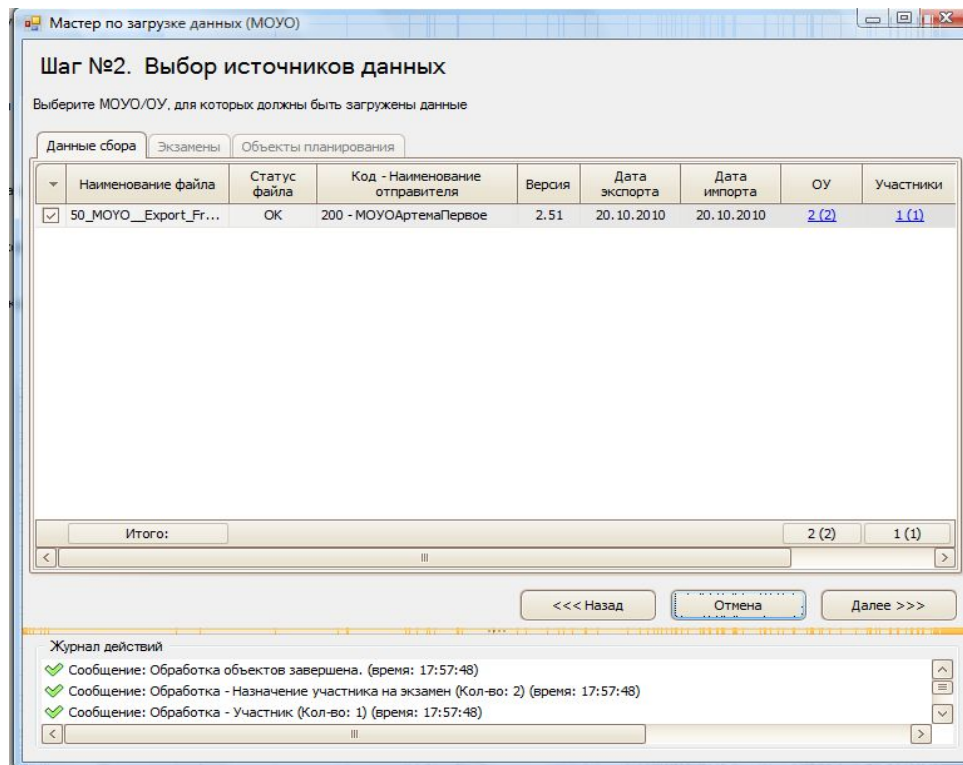 Мастер по загрузке данных (МОУО)
Шаг №2. Выбор источников данных
Выберите МОУО/ОУ, для которых должны быть загружены данные
Данные сбора Экзамены Объекты планирования
Наименование файла Статус файла Код - Наименование отправителя Версия Дата экспорта Дата импорта ОУ Участники
50_MOYO__Export_Fr... OK 200 - МОУОАртемаПервое 2.51 20.10.2010 20.10.2010 2 (2) 1 (1)
Итого: 2 (2) 1 (1)
<<< Назад Отмена Далее >>>
Журнал действий
Сообщение: Обработка объектов завершена. (время: 17:57:48)
Сообщение: Обработка - Назначение участника на экзамен (Кол-во: 2) (время: 17:57:48)
Сообщение: Обработка - Участник (Кол-во: 1) (время: 17:57:48)